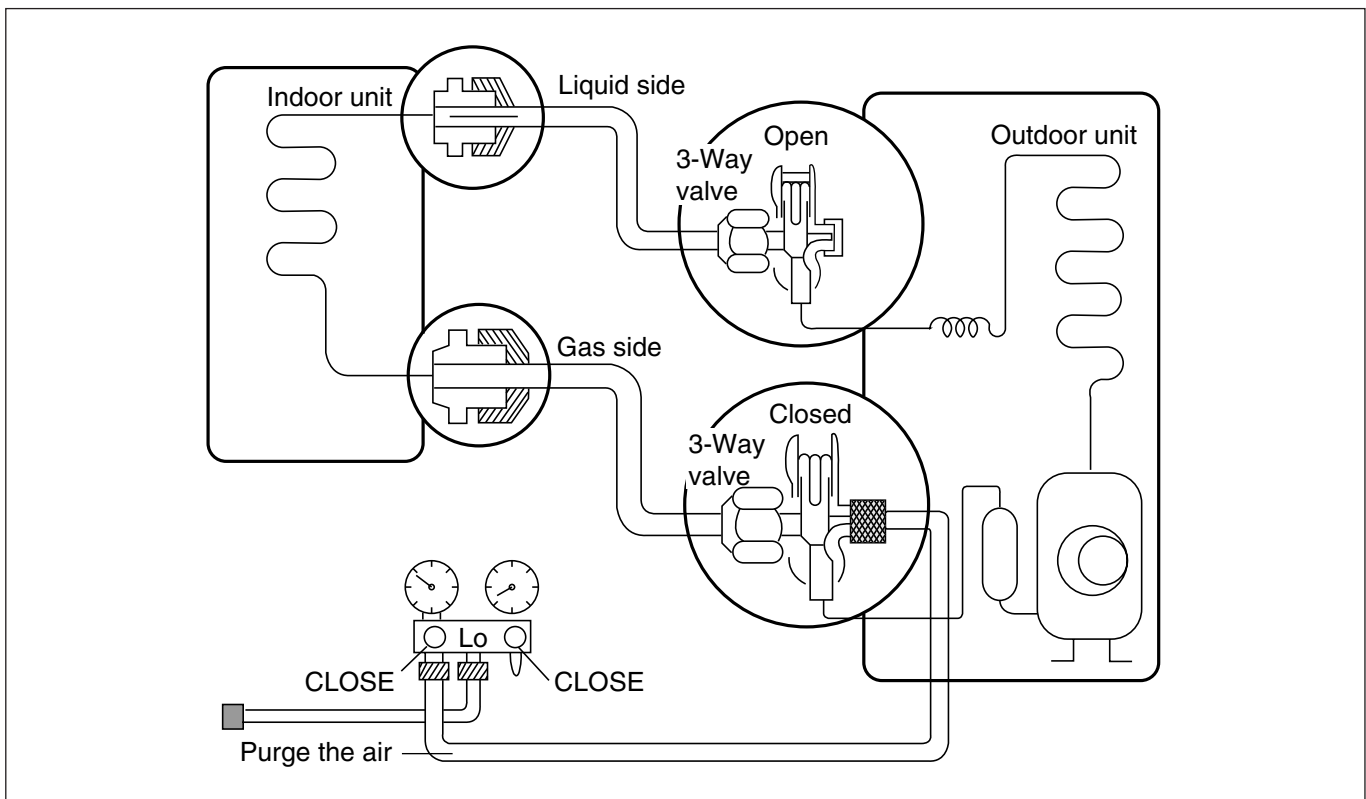 Indoor unit
Liquid side
Open
3-Way
valve
Outdoor unit
Gas side
Closed
3-Way
valve
Lo
CLOSE
CLOSE
Purge the air